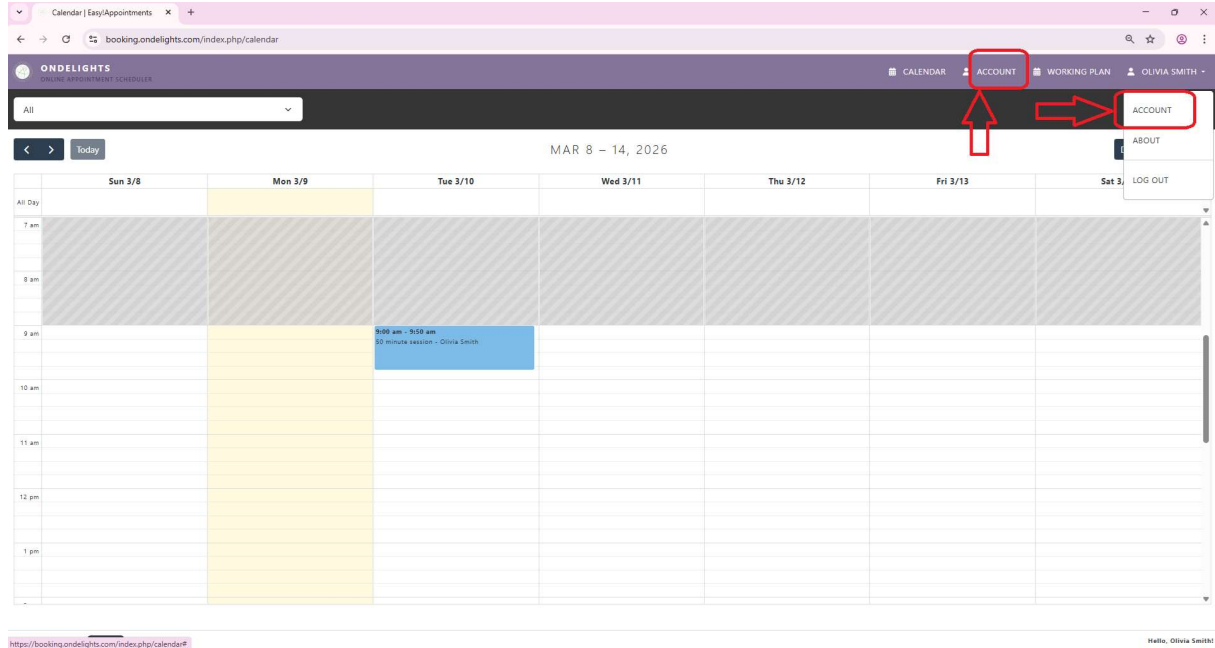 Calendar | Easy!Appointments
booking.ondelights.com/index.php/calendar
ONDELIGHTS
ONLINE APPOINTMENT SCHEDULER
CALENDAR ACCOUNT WORKING PLAN OLIVIA SMITH
All
ACCOUNT
ABOUT
LOG OUT
Today
MAR 8 – 14, 2026
Sun 3/8 Mon 3/9 Tue 3/10 Wed 3/11 Thu 3/12 Fri 3/13 Sat 3/
All Day
7 am
8 am
9 am
9:00 am - 9:50 am
50 minute session - Olivia Smith
10 am
11 am
12 pm
1 pm
Hello, Olivia Smith!
https://booking.ondelights.com/index.php/calendar#